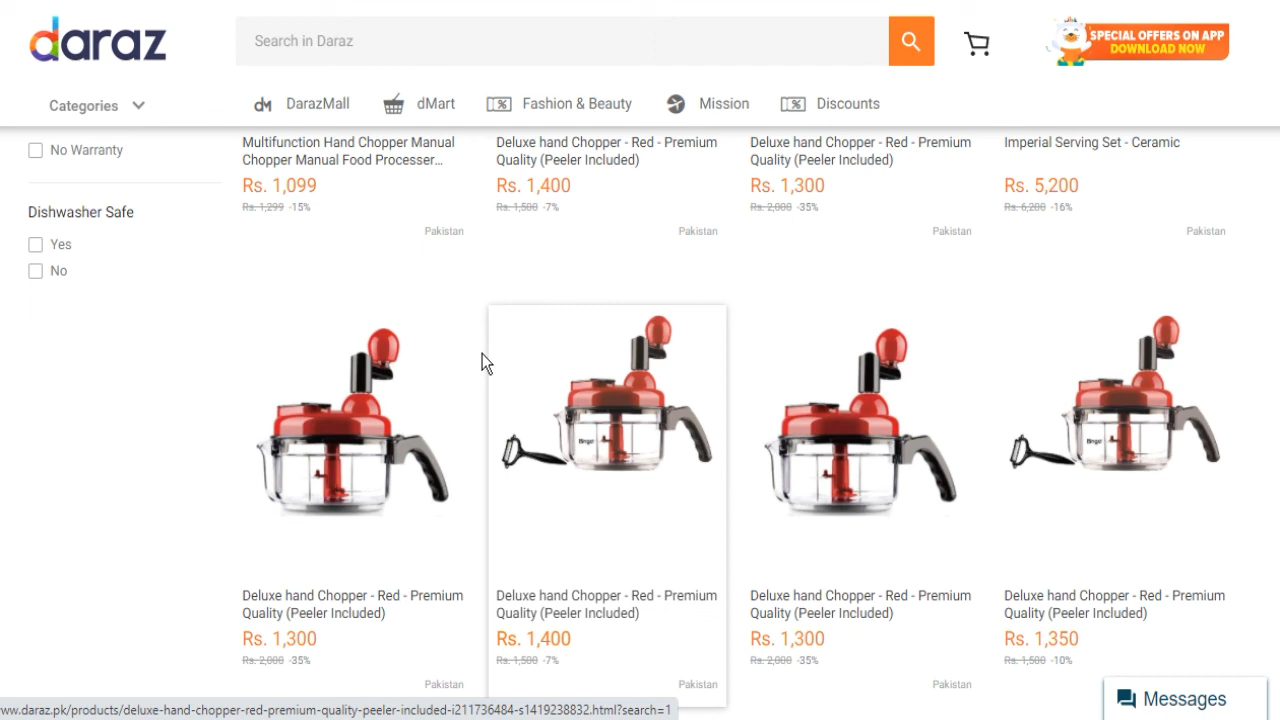 daraz
Search in Daraz
SPECIAL OFFERS ON APP
DOWNLOAD NOW
Categories
DarazMall
dMart
Fashion & Beauty
Mission
Discounts
No Warranty
Dishwasher Safe
Yes
No
Multifunction Hand Chopper Manual
Chopper Manual Food Processer...
Rs. 1,099
Rs. 1,299 -15%
Pakistan
Deluxe hand Chopper - Red - Premium
Quality (Peeler Included)
Rs. 1,400
Rs. 1,500 -7%
Pakistan
Deluxe hand Chopper - Red - Premium
Quality (Peeler Included)
Rs. 1,300
Rs. 2,000 -35%
Pakistan
Imperial Serving Set - Ceramic
Rs. 5,200
Rs. 6,200 -16%
Pakistan
Deluxe hand Chopper - Red - Premium
Quality (Peeler Included)
Rs. 1,300
Rs. 2,000 -35%
Pakistan
Bingo
Deluxe hand Chopper - Red - Premium
Quality (Peeler Included)
Rs. 1,400
Rs. 1,500 -7%
Pakistan
Deluxe hand Chopper - Red - Premium
Quality (Peeler Included)
Rs. 1,300
Rs. 2,000 -35%
Pakistan
Bingo
Deluxe hand Chopper - Red - Premium
Quality (Peeler Included)
Rs. 1,350
Rs. 1,500 -10%
Messages
ww.daraz.pk/products/deluxe-hand-chopper-red-premium-quality-peeler-included-i211736484-s1419238832.html?search=1